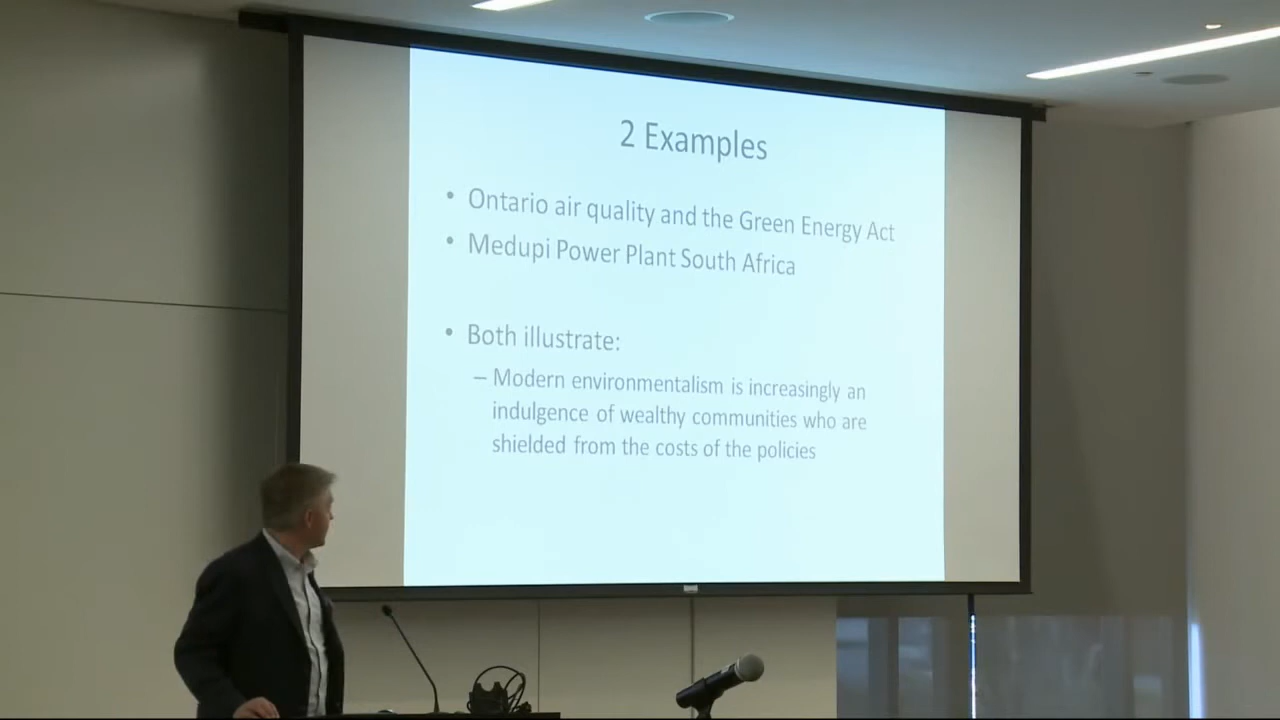 2 Examples
• Ontario air quality and the Green Energy Act
• Medupi Power Plant South Africa
• Both illustrate:
– Modern environmentalism is increasingly an
indulgence of wealthy communities who are
shielded from the costs of the policies